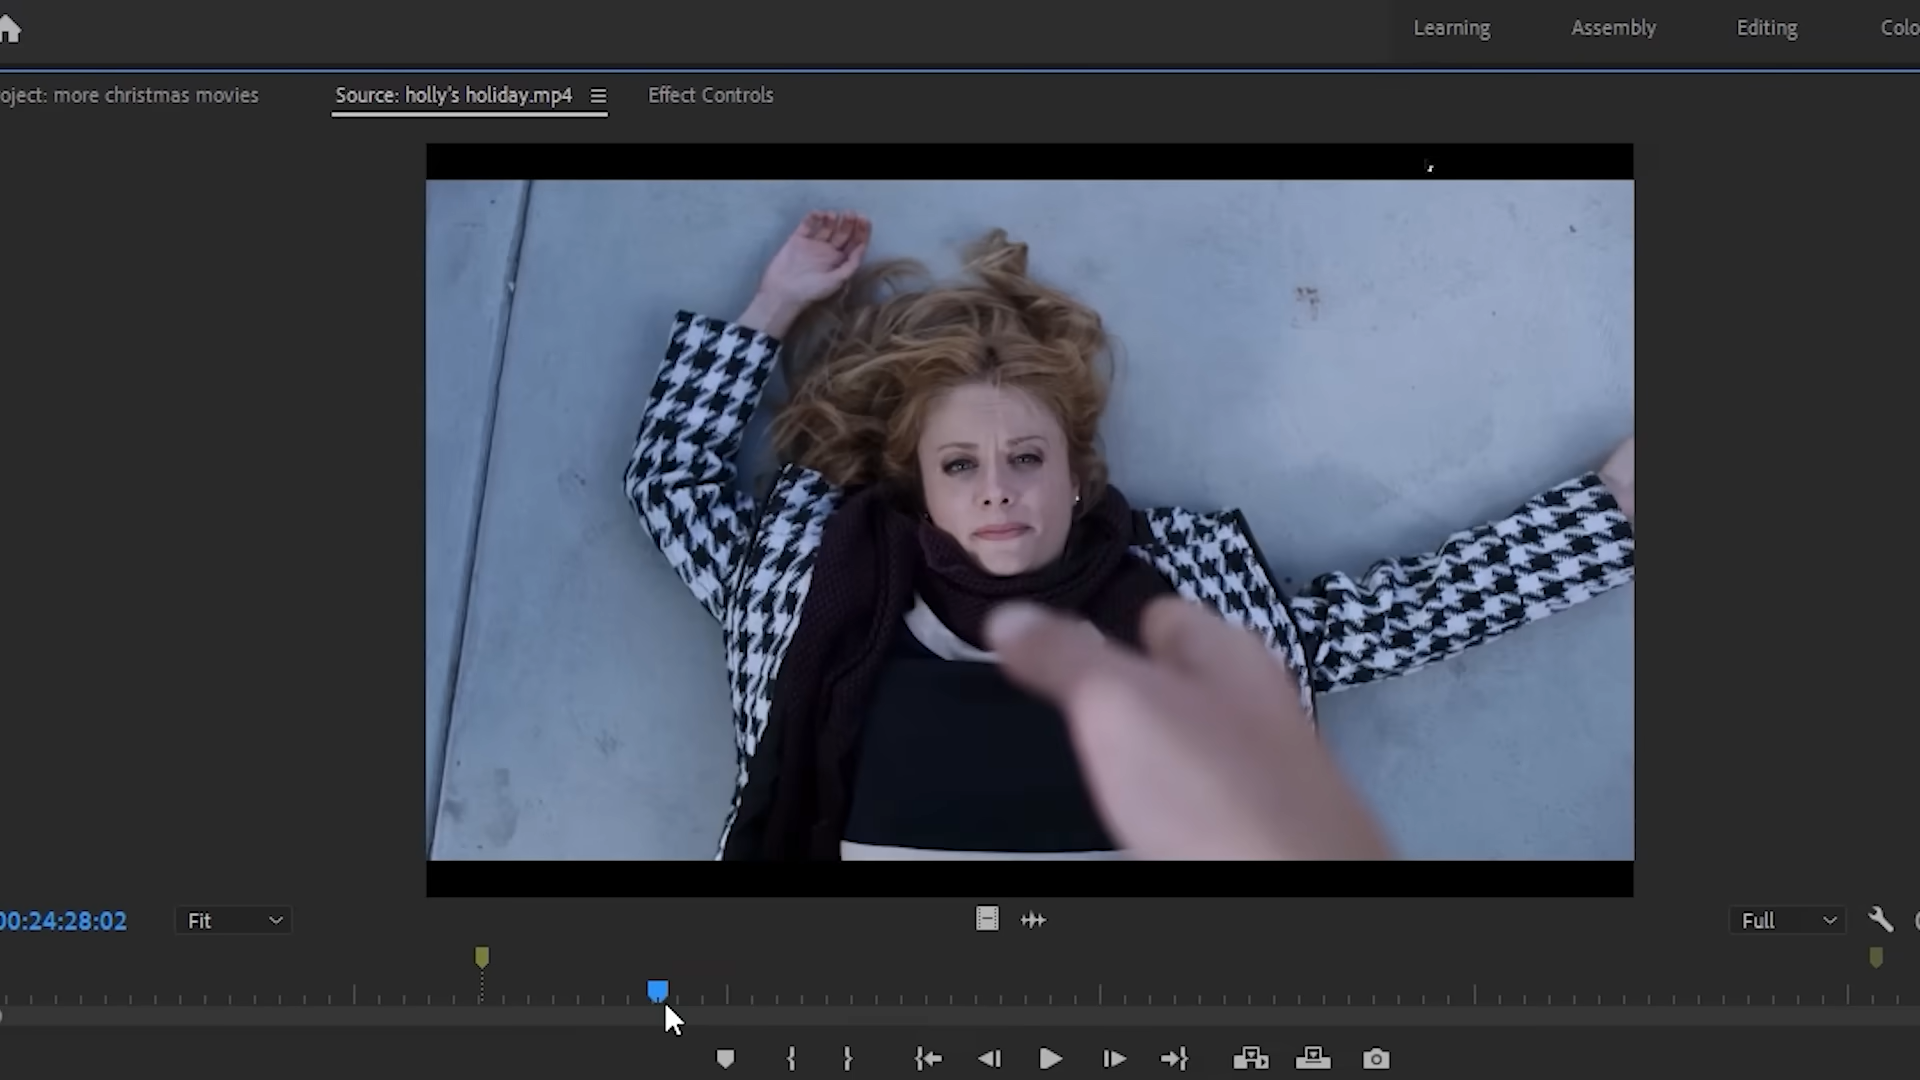 Learning Assembly Editing Colo
oject: more christmas movies Source: holly's holiday.mp4 Effect Controls
00:24:28:02 Fit Full